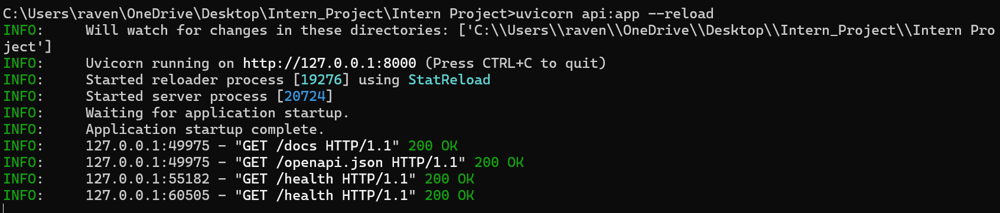 C:\Users\raven\OneDrive\Desktop\Intern_Project\Intern Project>uvicorn api:app --reload
INFO:     Will watch for changes in these directories: ['C:\\Users\\raven\\OneDrive\\Desktop\\Intern_Project\\Intern Pro
ject']
INFO:     Uvicorn running on http://127.0.0.1:8000 (Press CTRL+C to quit)
INFO:     Started reloader process [19276] using StatReload
INFO:     Started server process [20724]
INFO:     Waiting for application startup.
INFO:     Application startup complete.
INFO:     127.0.0.1:49975 - "GET /docs HTTP/1.1" 200 OK
INFO:     127.0.0.1:49975 - "GET /openapi.json HTTP/1.1" 200 OK
INFO:     127.0.0.1:55182 - "GET /health HTTP/1.1" 200 OK
INFO:     127.0.0.1:60505 - "GET /health HTTP/1.1" 200 OK